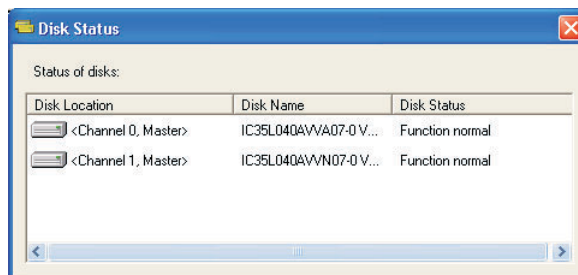 Disk Status
Status of disks:
Disk Location Disk Name Disk Status
<Channel 0, Master> IC35L040AVVA07-0 V... Function normal
<Channel 1, Master> IC35L040AVVN07-0 V... Function normal